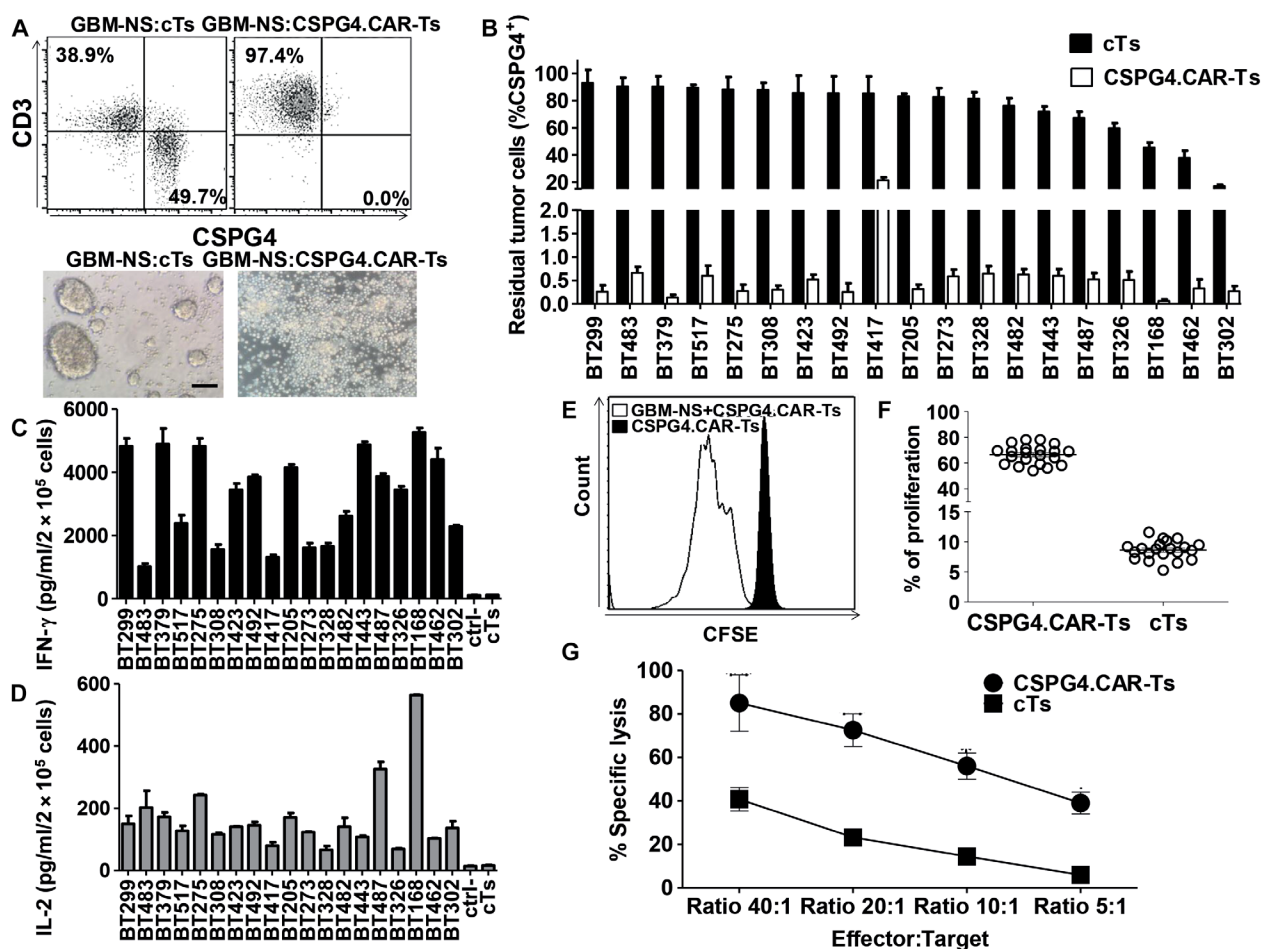 A
GBM-NS:cTs GBM-NS:CSPG4.CAR-Ts
38.9%
97.4%
49.7%
0.0%
CD3
CSPG4
GBM-NS:cTs GBM-NS:CSPG4.CAR-Ts
B
cTs
CSPG4.CAR-Ts
Residual tumor cells (%CSPG4⁺)
100
80
60
40
20
2.0
1.5
1.0
0.5
0.0
BT299
BT483
BT379
BT517
BT275
BT308
BT423
BT492
BT417
BT205
BT273
BT328
BT482
BT443
BT487
BT326
BT168
BT462
BT302
C
IFN-γ (pg/ml/2 × 10⁵ cells)
6000
4000
2000
0
BT299
BT483
BT379
BT517
BT275
BT308
BT423
BT492
BT417
BT205
BT273
BT328
BT482
BT443
BT487
BT326
BT168
BT462
BT302
ctrl-
cTs
D
IL-2 (pg/ml/2 × 10⁵ cells)
600
400
200
0
BT299
BT483
BT379
BT517
BT275
BT308
BT423
BT492
BT417
BT205
BT273
BT328
BT482
BT443
BT487
BT326
BT168
BT462
BT302
ctrl-
cTs
E
GBM-NS+CSPG4.CAR-Ts
CSPG4.CAR-Ts
Count
CFSE
F
% of proliferation
100
80
60
40
15
10
5
0
CSPG4.CAR-Ts cTs
G
CSPG4.CAR-Ts
cTs
% Specific lysis
100
80
60
40
20
0
Ratio 40:1 Ratio 20:1 Ratio 10:1 Ratio 5:1
Effector:Target